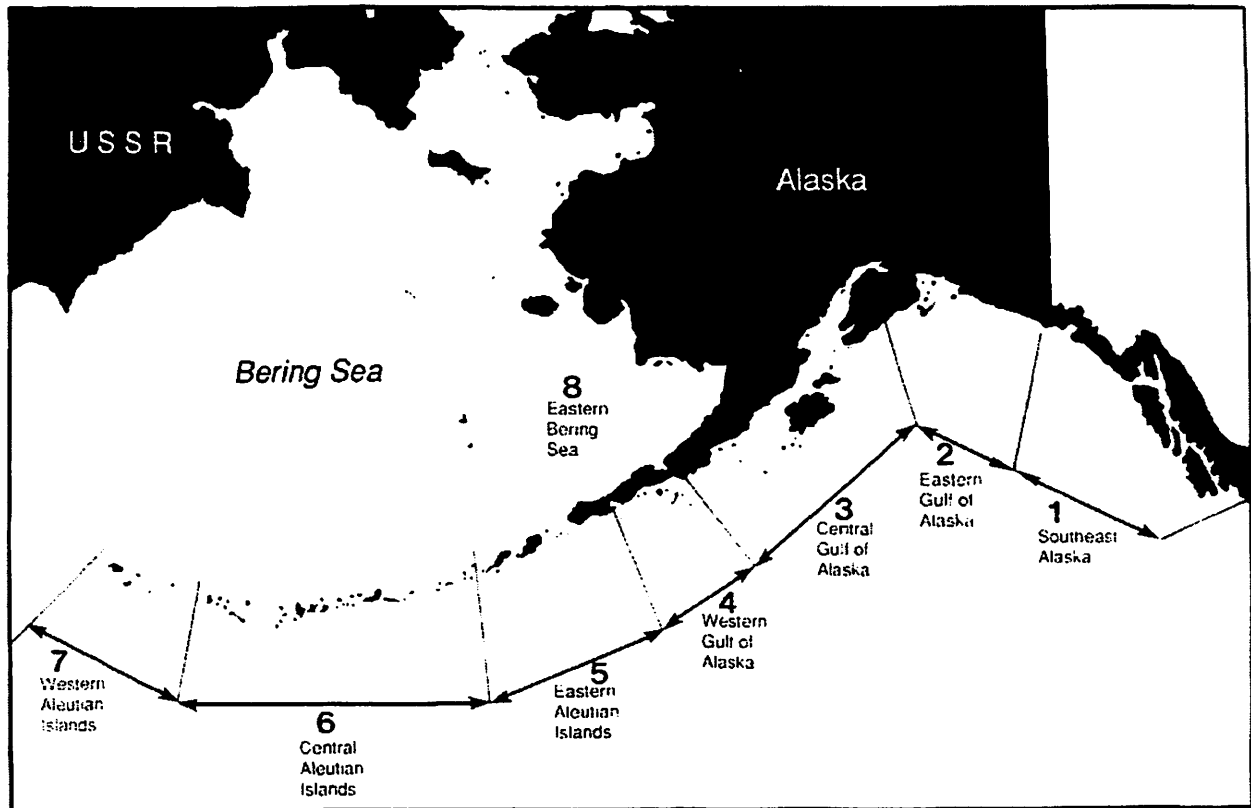 USSR
Alaska
Bering Sea
8
Eastern
Bering
Sea
2
Eastern
Gulf of
Alaska
1
Southeast
Alaska
3
Central
Gulf of
Alaska
4
Western
Gulf of
Alaska
5
Eastern
Aleutian
Islands
7
Western
Aleutian
Islands
6
Central
Aleutian
Islands